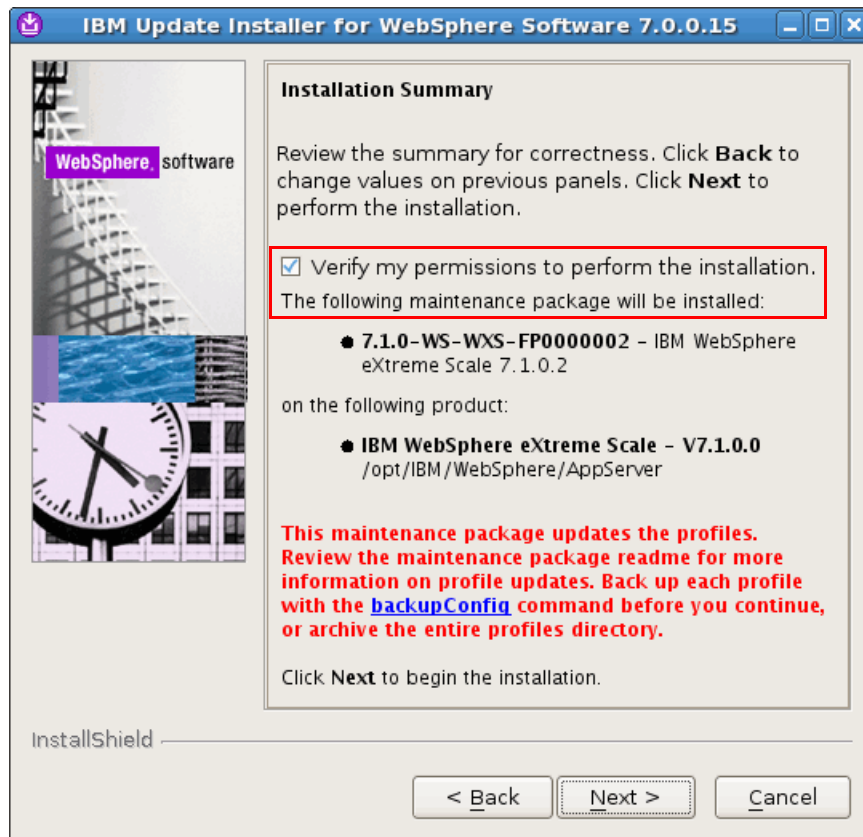 IBM Update Installer for WebSphere Software 7.0.0.15
WebSphere. software
Installation Summary
Review the summary for correctness. Click Back to
change values on previous panels. Click Next to
perform the installation.
Verify my permissions to perform the installation.
The following maintenance package will be installed:
● 7.1.0-WS-WXS-FP0000002 - IBM WebSphere
eXtreme Scale 7.1.0.2
on the following product:
● IBM WebSphere eXtreme Scale - V7.1.0.0
/opt/IBM/WebSphere/AppServer
This maintenance package updates the profiles.
Review the maintenance package readme for more
information on profile updates. Back up each profile
with the backupConfig command before you continue,
or archive the entire profiles directory.
Click Next to begin the installation.
InstallShield
< Back
Next >
Cancel